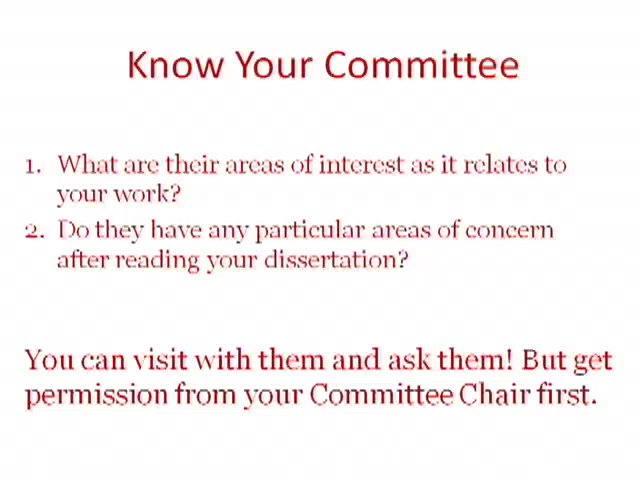 Know Your Committee
1. What are their areas of interest as it relates to
your work?
2. Do they have any particular areas of concern
after reading your dissertation?
You can visit with them and ask them! But get
permission from your Committee Chair first.